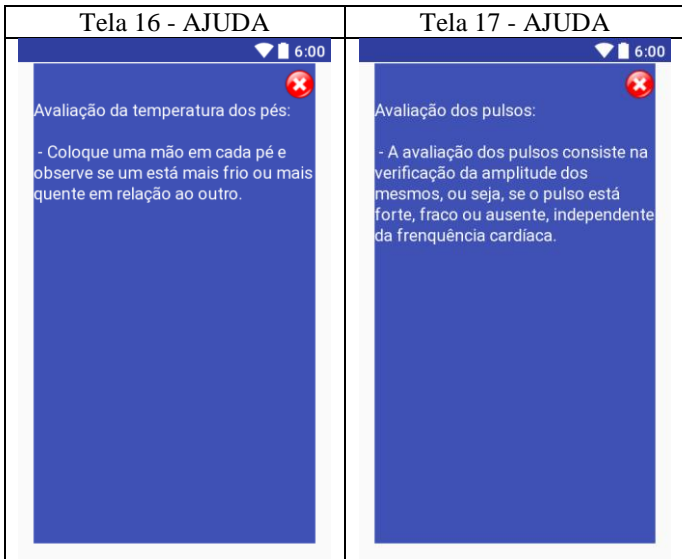 Tela 16 - AJUDA
6:00
Avaliação da temperatura dos pés:
- Coloque uma mão em cada pé e
observe se um está mais frio ou mais
quente em relação ao outro.
Tela 17 - AJUDA
6:00
Avaliação dos pulsos:
- A avaliação dos pulsos consiste na
verificação da amplitude dos
mesmos, ou seja, se o pulso está
forte, fraco ou ausente, independente
da frenquência cardíaca.